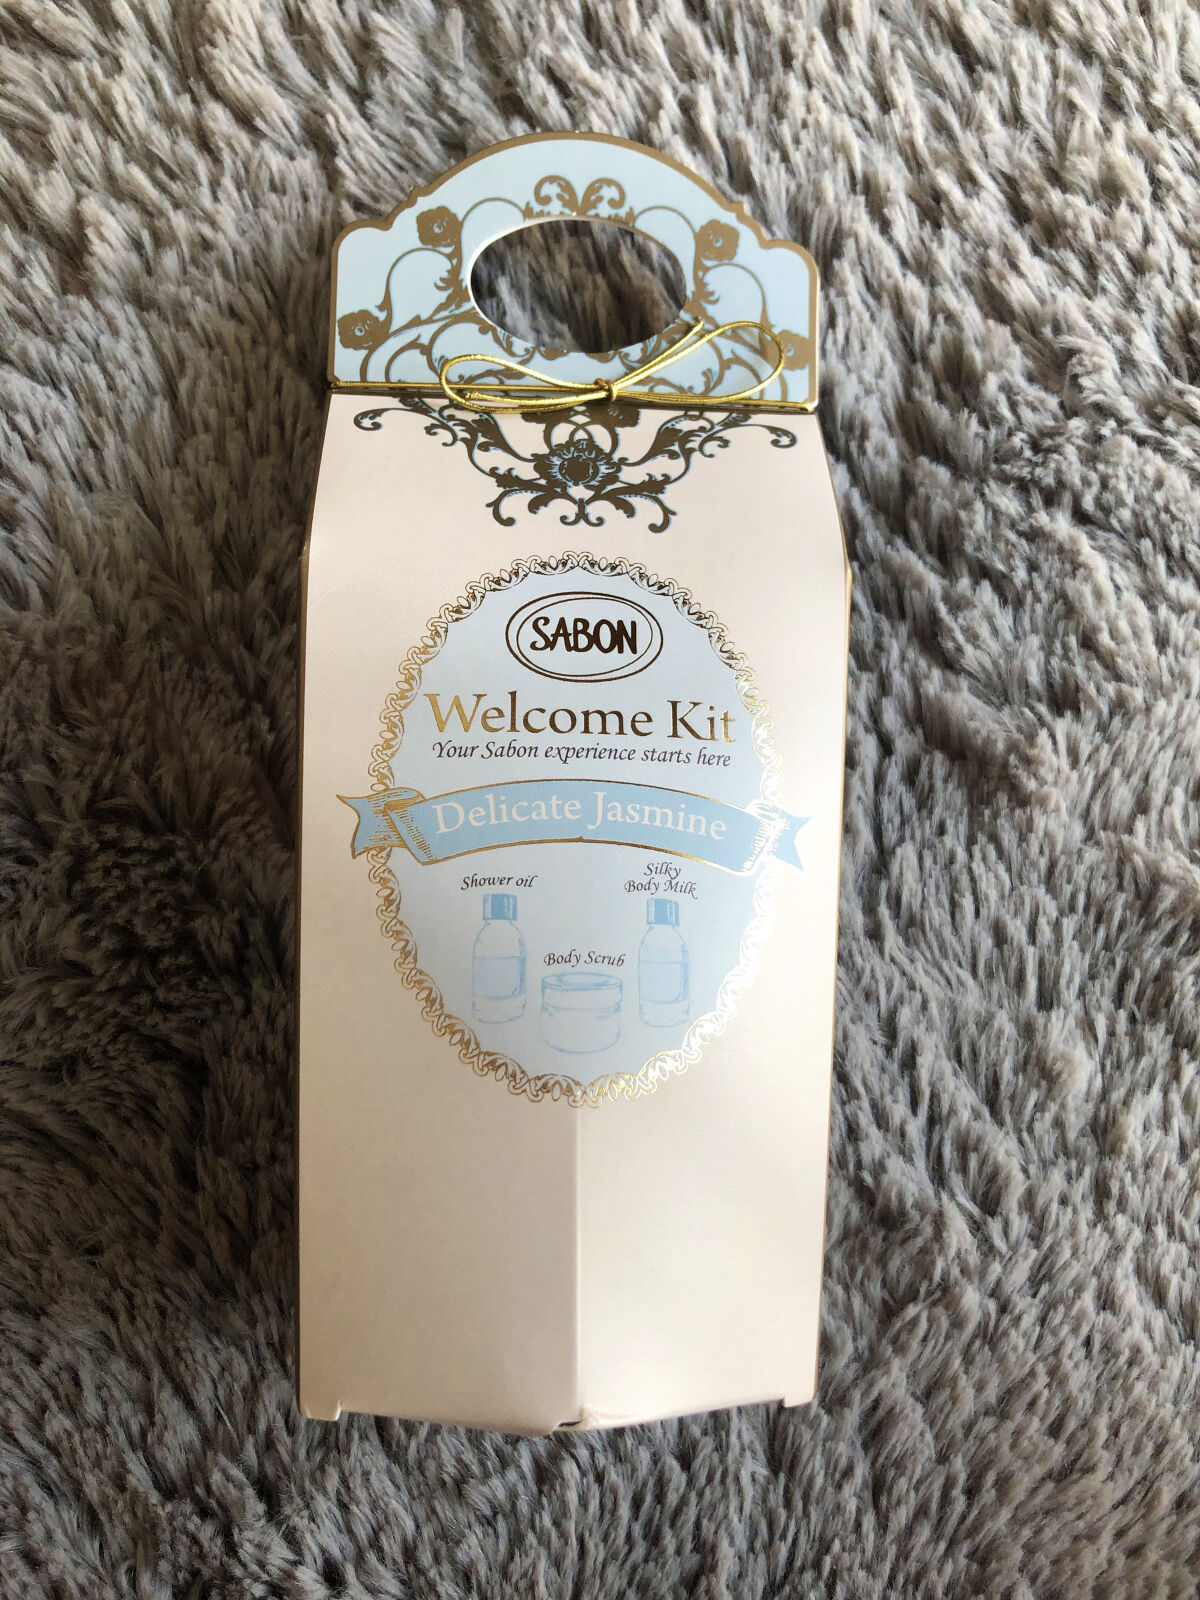 SABON
Welcome Kit
Your Sabon experience starts here
Delicate Jasmine
Shower oil
Silky
Body Milk
Body Scrub